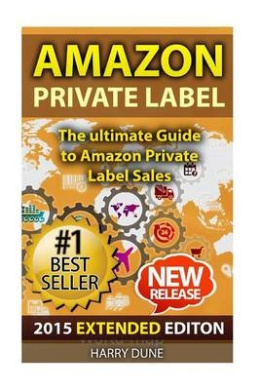 AMAZON
PRIVATE LABEL
The ultimate Guide
to Amazon Private
Label Sales
#1
BEST
SELLER
NEW
RELEASE
2015 EXTENDED EDITON
HARRY DUNE